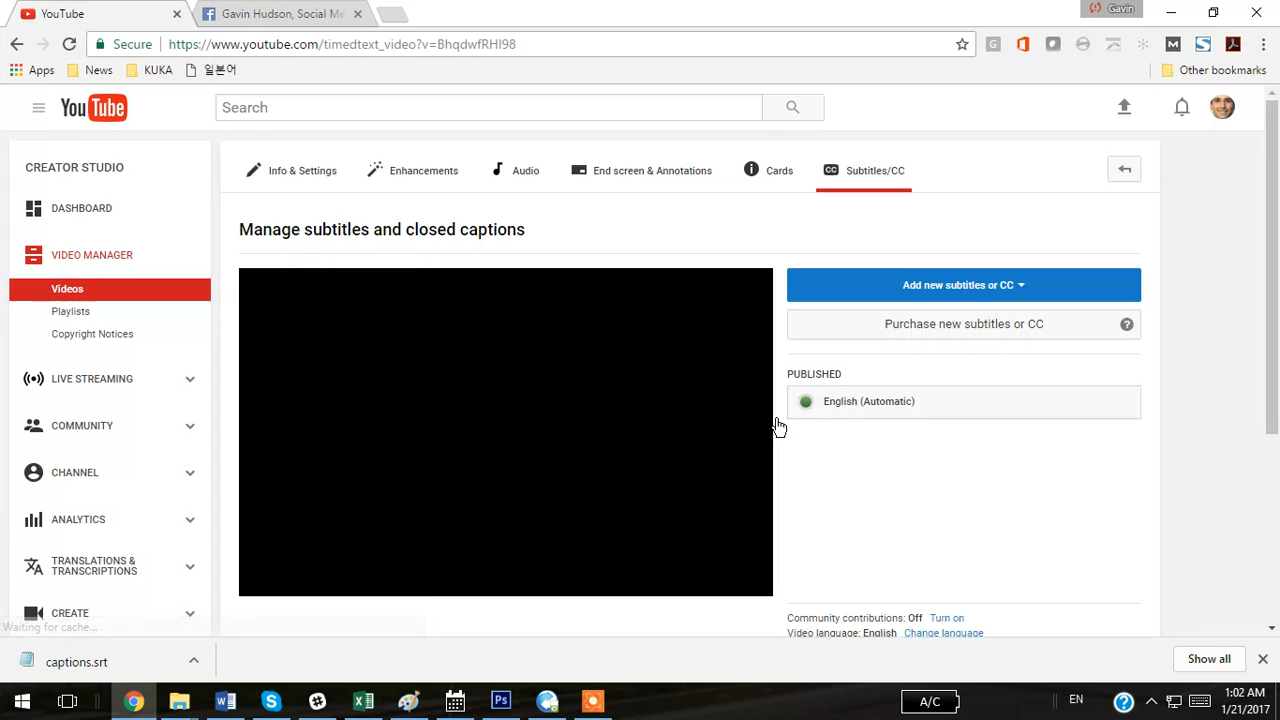 YouTube
Gavin Hudson, Social Me
Gavin
Secure
https://www.youtube.com/timedtext_video?v=BhqdwfRHI98
Apps
News
KUKA
일본어
Other bookmarks
YouTube
Search
CREATOR STUDIO
DASHBOARD
VIDEO MANAGER
Videos
Playlists
Copyright Notices
LIVE STREAMING
COMMUNITY
CHANNEL
ANALYTICS
TRANSLATIONS &
TRANSCRIPTIONS
CREATE
Waiting for cache...
Info & Settings
Enhancements
Audio
End screen & Annotations
Cards
CC Subtitles/CC
Manage subtitles and closed captions
Add new subtitles or CC
Purchase new subtitles or CC ?
PUBLISHED
English (Automatic)
Community contributions: Off Turn on
Video language: English Change language
captions.srt
Show all
A/C
EN
1:02 AM
1/21/2017